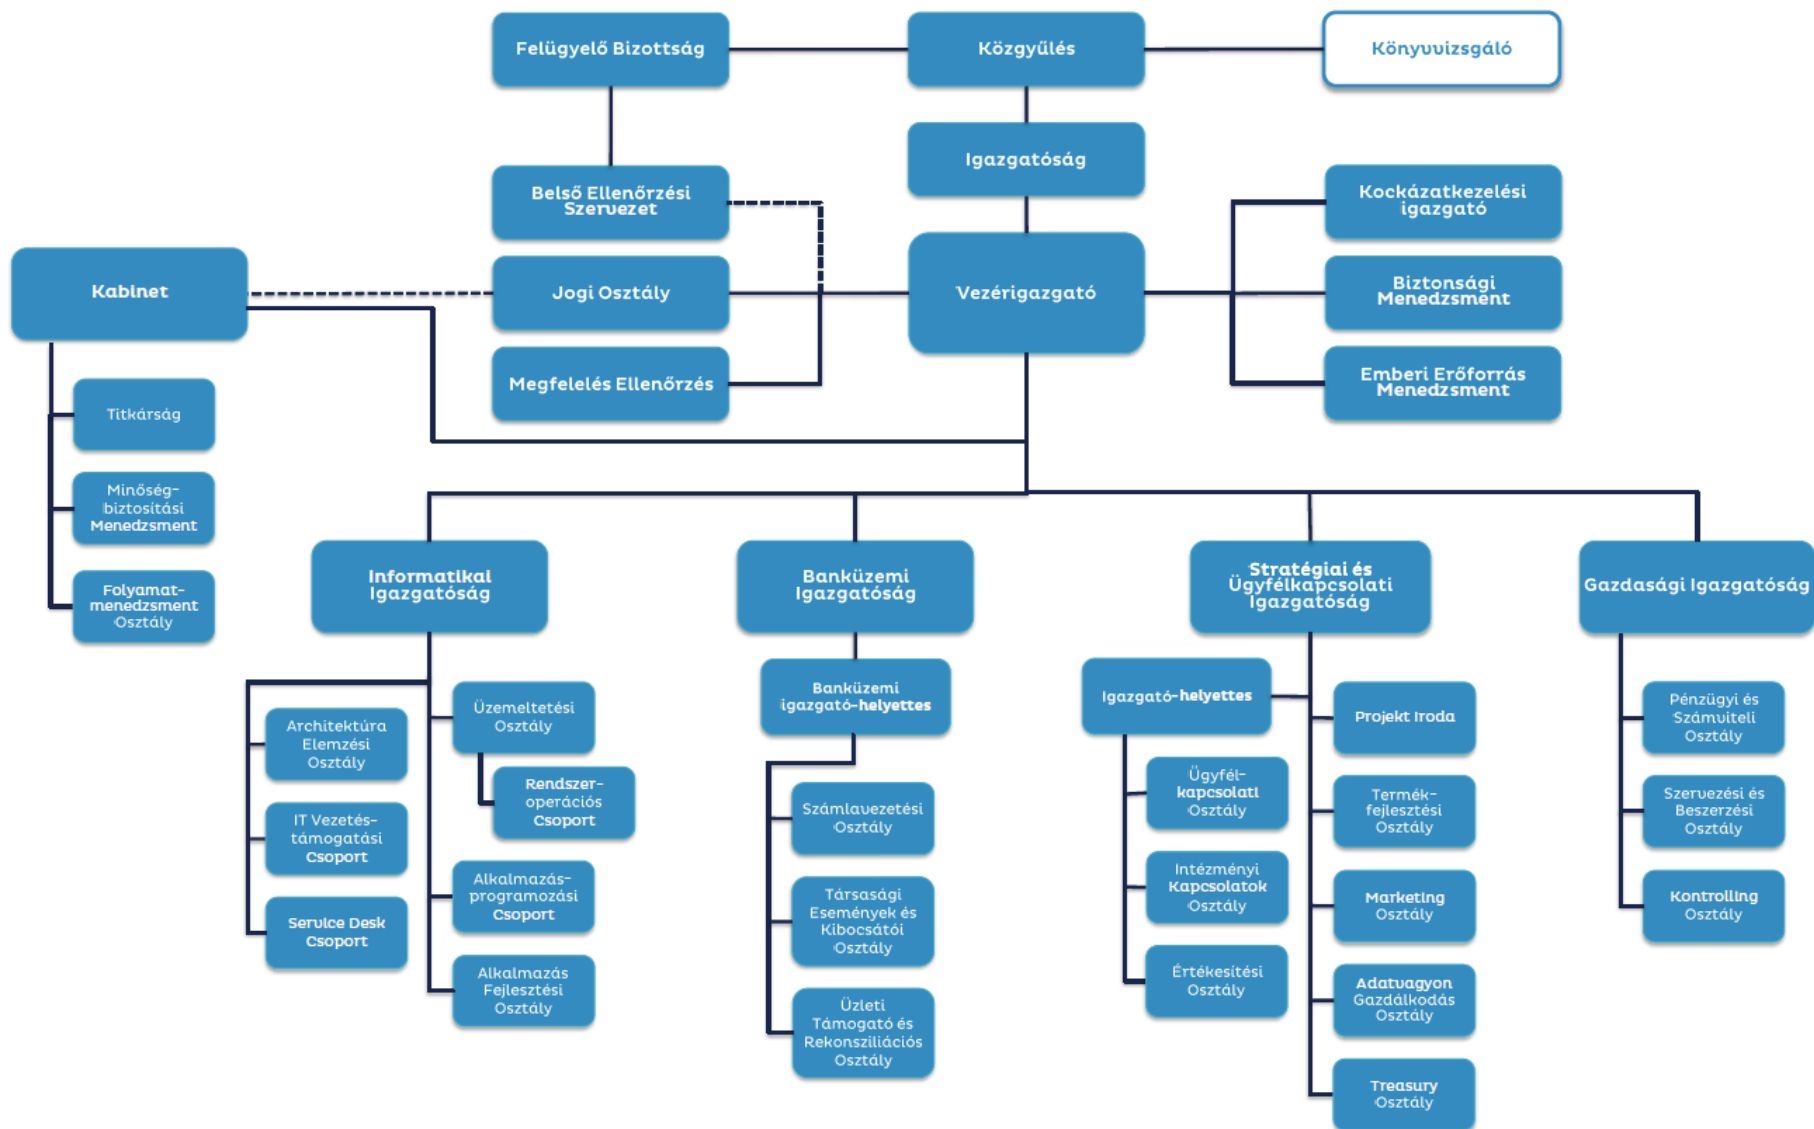 Felügyelő Bizottság
Közgyűlés
Könyvvizsgáló
Igazgatóság
Belső Ellenőrzési
Szervezet
Kockázatkezelési
igazgató
Kabinet
Jogi Osztály
Vezérigazgató
Biztonsági
Menedzsment
Megfelelés Ellenőrzés
Emberi Erőforrás
Menedzsment
Titkárság
Minőség-
biztosítási
Menedzsment
Folyamat-
menedzsment
Osztály
Informatikai
Igazgatóság
Banküzemi
Igazgatóság
Stratégiai és
Ügyfélkapcsolati
Igazgatóság
Gazdasági Igazgatóság
Architektúra
Elemzési
Osztály
IT Vezetés-
támogatási
Csoport
Service Desk
Csoport
Üzemeltetési
Osztály
Rendszer-
operációs
Csoport
Alkalmazás-
programozási
Csoport
Alkalmazás
Fejlesztési
Osztály
Banküzemi
igazgató-helyettes
Számlavezetési
Osztály
Társasági
Események és
Kibocsátói
Osztály
Üzleti
Támogató és
Rekonsziliációs
Osztály
Igazgató-helyettes
Ügyfél-
kapcsolati
Osztály
Intézményi
Kapcsolatok
Osztály
Értékesítési
Osztály
Projekt Iroda
Termék-
fejlesztési
Osztály
Marketing
Osztály
Adatvagyon
Gazdálkodás
Osztály
Treasury
Osztály
Pénzügyi és
Számviteli
Osztály
Szervezési és
Beszerzési
Osztály
Kontrolling
Osztály